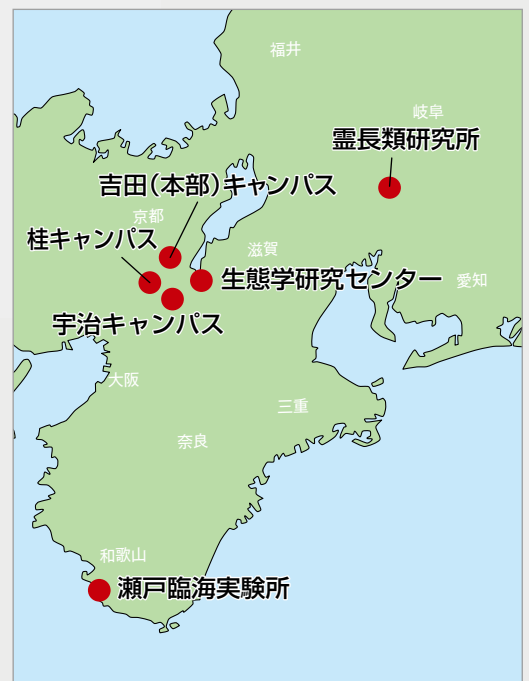 福井
岐阜
霊長類研究所
吉田(本部)キャンパス
京都
桂キャンパス
滋賀
生態学研究センター
愛知
宇治キャンパス
大阪
三重
奈良
和歌山
瀬戸臨海実験所